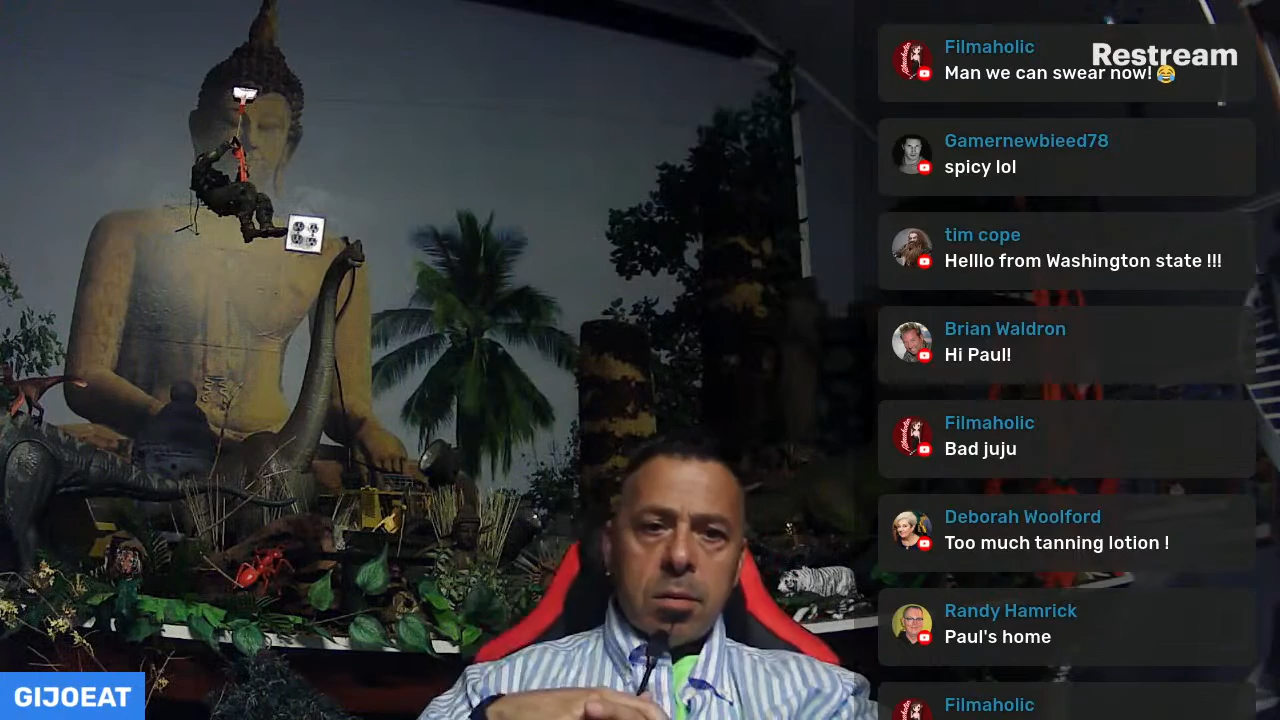 Restream
Filmaholic
Man we can swear now! 😂
Gamernewbieed78
spicy lol
tim cope
Helllo from Washington state !!!
Brian Waldron
Hi Paul!
Filmaholic
Bad juju
Deborah Woolford
Too much tanning lotion !
Randy Hamrick
Paul's home
Filmaholic
GIJOEAT